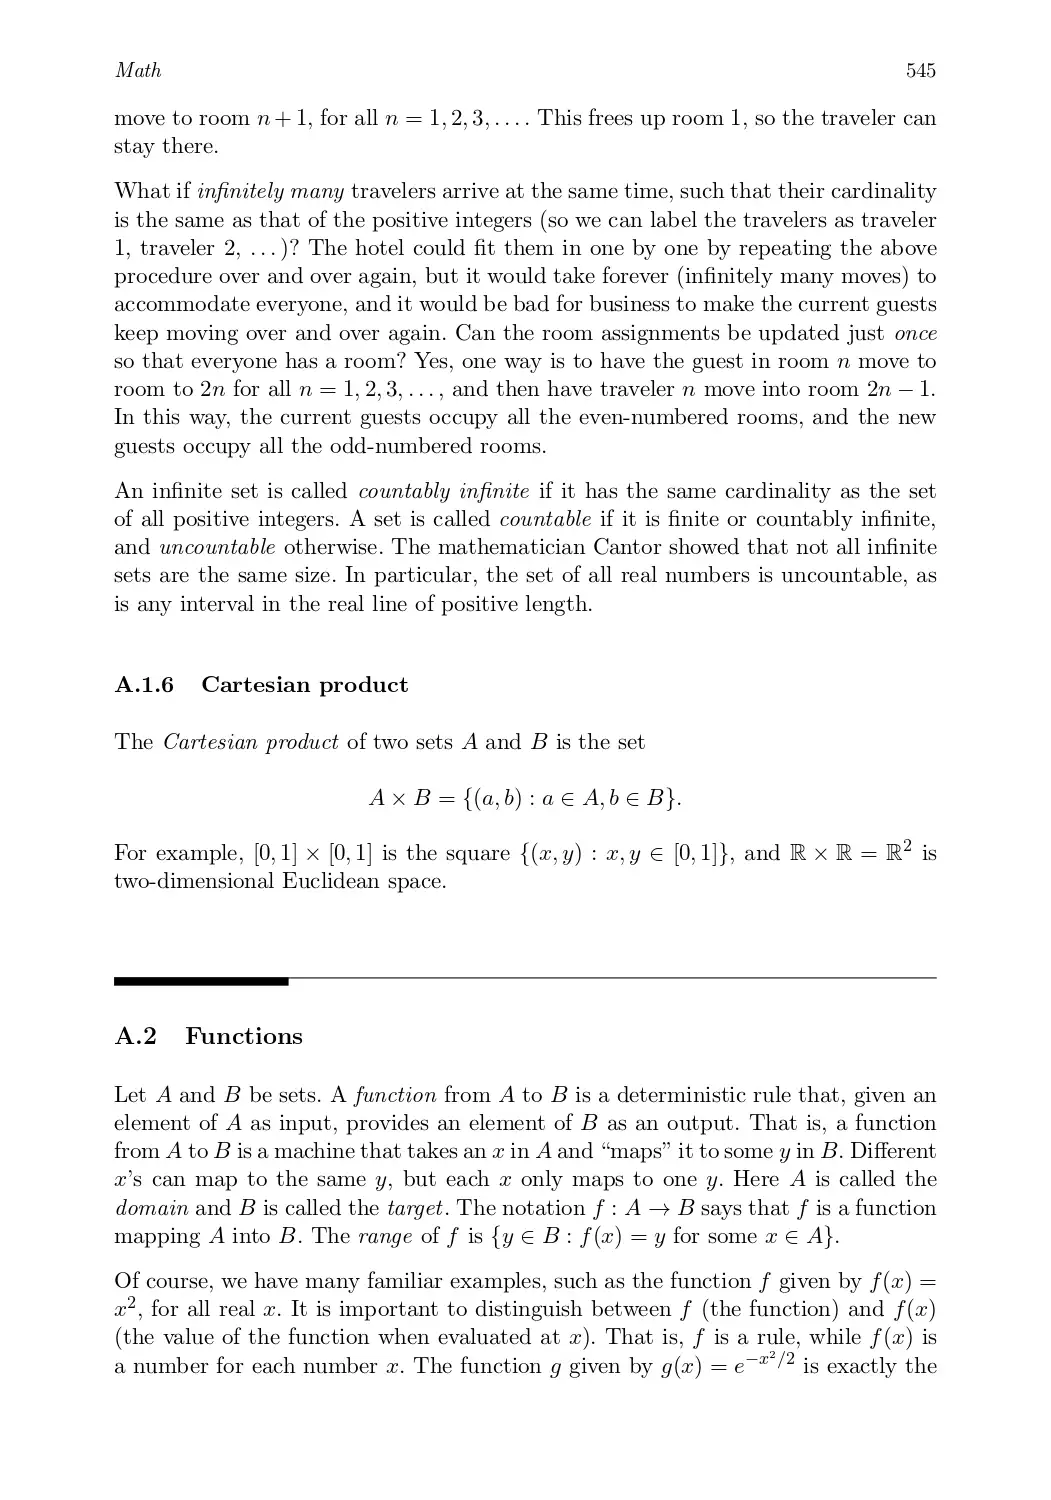 Math 545
move to room n + 1, for all n = 1, 2, 3, . . . . This frees up room 1, so the traveler can
stay there.
What if infinitely many travelers arrive at the same time, such that their cardinality
is the same as that of the positive integers (so we can label the travelers as traveler
1, traveler 2, . . . )? The hotel could fit them in one by one by repeating the above
procedure over and over again, but it would take forever (infinitely many moves) to
accommodate everyone, and it would be bad for business to make the current guests
keep moving over and over again. Can the room assignments be updated just once
so that everyone has a room? Yes, one way is to have the guest in room n move to
room to 2n for all n = 1, 2, 3, . . . , and then have traveler n move into room 2n − 1.
In this way, the current guests occupy all the even-numbered rooms, and the new
guests occupy all the odd-numbered rooms.
An infinite set is called countably infinite if it has the same cardinality as the set
of all positive integers. A set is called countable if it is finite or countably infinite,
and uncountable otherwise. The mathematician Cantor showed that not all infinite
sets are the same size. In particular, the set of all real numbers is uncountable, as
is any interval in the real line of positive length.
A.1.6 Cartesian product
The Cartesian product of two sets A and B is the set
A × B = {(a, b) : a ∈ A, b ∈ B}.
For example, [0, 1] × [0, 1] is the square {(x, y) : x, y ∈ [0, 1]}, and ℝ × ℝ = ℝ² is
two-dimensional Euclidean space.
A.2 Functions
Let A and B be sets. A function from A to B is a deterministic rule that, given an
element of A as input, provides an element of B as an output. That is, a function
from A to B is a machine that takes an x in A and “maps” it to some y in B. Different
x’s can map to the same y, but each x only maps to one y. Here A is called the
domain and B is called the target. The notation f : A → B says that f is a function
mapping A into B. The range of f is {y ∈ B : f(x) = y for some x ∈ A}.
Of course, we have many familiar examples, such as the function f given by f(x) =
x², for all real x. It is important to distinguish between f (the function) and f(x)
(the value of the function when evaluated at x). That is, f is a rule, while f(x) is
a number for each number x. The function g given by g(x) = e^{−x²/2} is exactly the